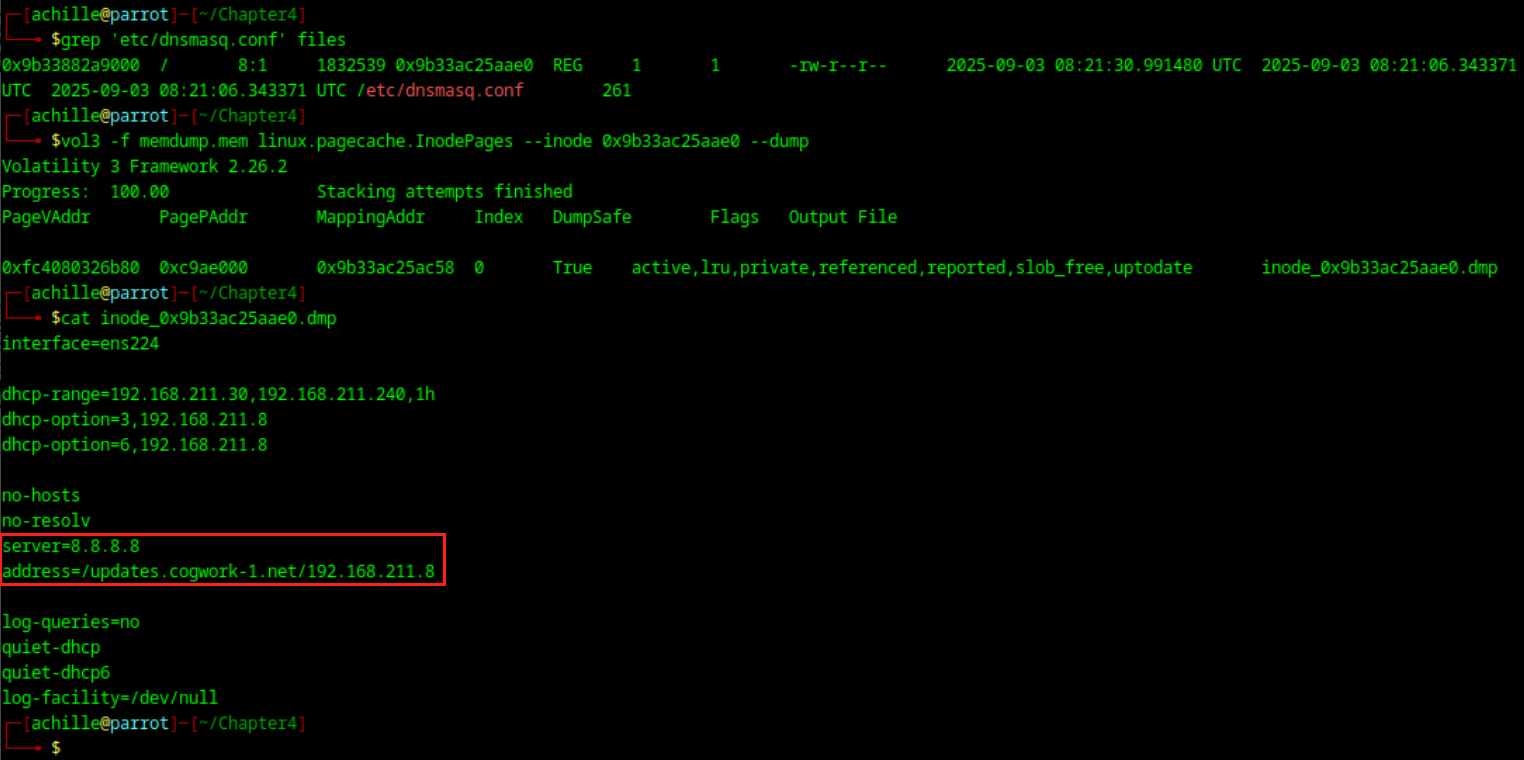 [achille@parrot]─[~/Chapter4]
$grep 'etc/dnsmasq.conf' files
0x9b33882a9000 / 8:1 1832539 0x9b33ac25aae0 REG 1 1 -rw-r--r-- 2025-09-03 08:21:30.991480 UTC 2025-09-03 08:21:06.343371
UTC 2025-09-03 08:21:06.343371 UTC /etc/dnsmasq.conf 261
[achille@parrot]─[~/Chapter4]
$vol3 -f memdump.mem linux.pagecache.InodePages --inode 0x9b33ac25aae0 --dump
Volatility 3 Framework 2.26.2
Progress: 100.00 Stacking attempts finished
PageVAddr PagePAddr MappingAddr Index DumpSafe Flags Output File
0xfc4080326b80 0xc9ae000 0x9b33ac25ac58 0 True active,lru,private,referenced,reported,slob_free,uptodate inode_0x9b33ac25aae0.dmp
[achille@parrot]─[~/Chapter4]
$cat inode_0x9b33ac25aae0.dmp
interface=ens224
dhcp-range=192.168.211.30,192.168.211.240,1h
dhcp-option=3,192.168.211.8
dhcp-option=6,192.168.211.8
no-hosts
no-resolv
server=8.8.8.8
address=/updates.cogwork-1.net/192.168.211.8
log-queries=no
quiet-dhcp
quiet-dhcp6
log-facility=/dev/null
[achille@parrot]─[~/Chapter4]
$